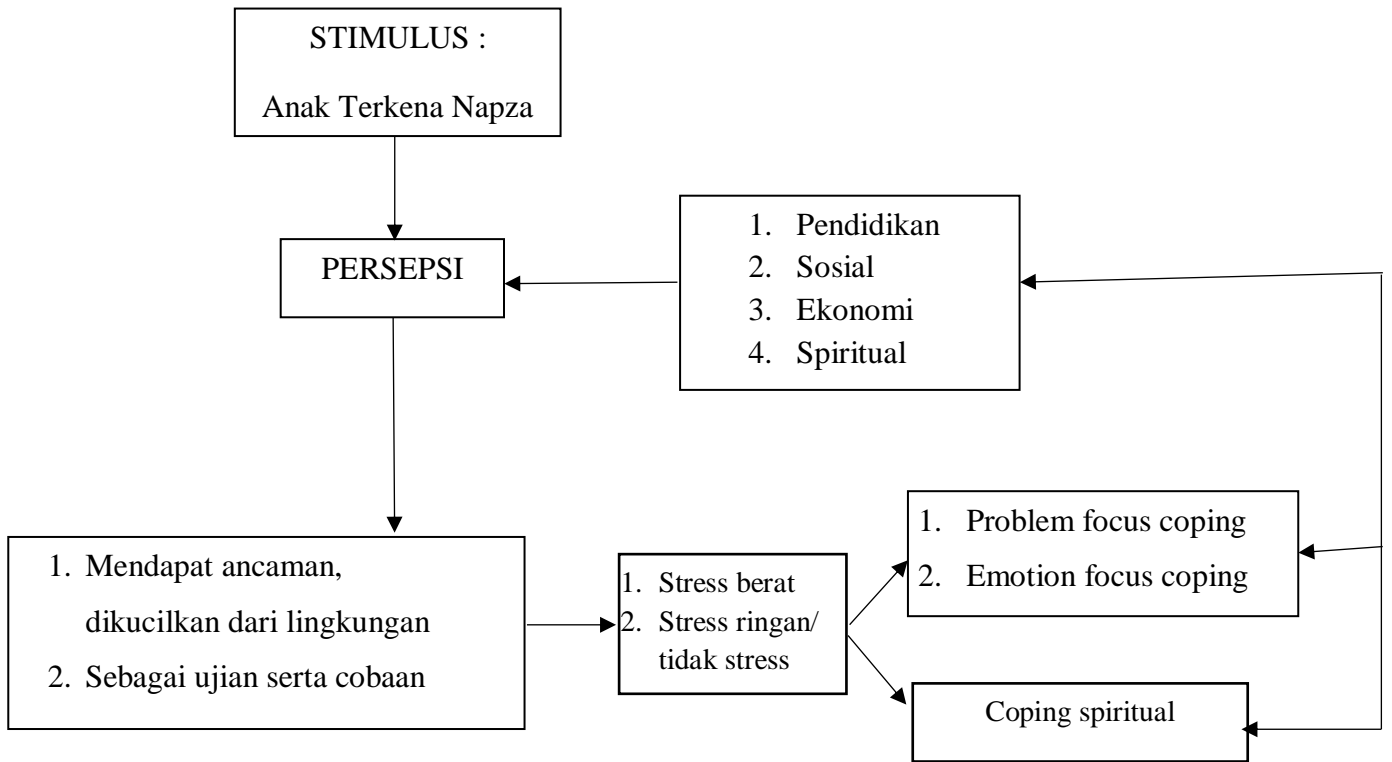 STIMULUS :
Anak Terkena Napza
PERSEPSI
1. Pendidikan
2. Sosial
3. Ekonomi
4. Spiritual
1. Mendapat ancaman,
dikucilkan dari lingkungan
2. Sebagai ujian serta cobaan
1. Stress berat
2. Stress ringan/
tidak stress
1. Problem focus coping
2. Emotion focus coping
Coping spiritual